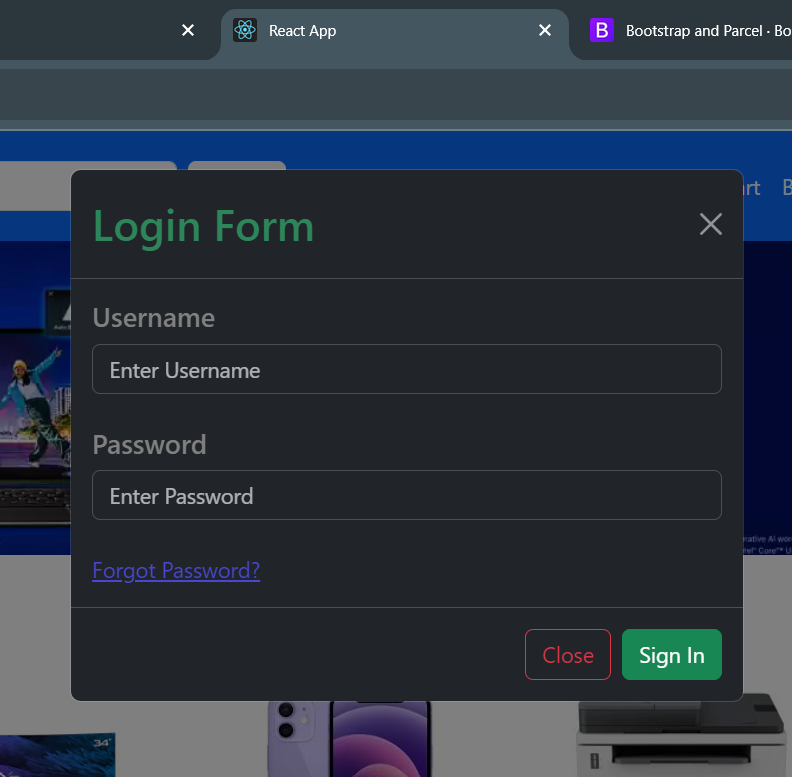 React App
B Bootstrap and Parcel · Bo
Login Form
Username
Enter Username
Password
Enter Password
Forgot Password?
Close
Sign In
34"